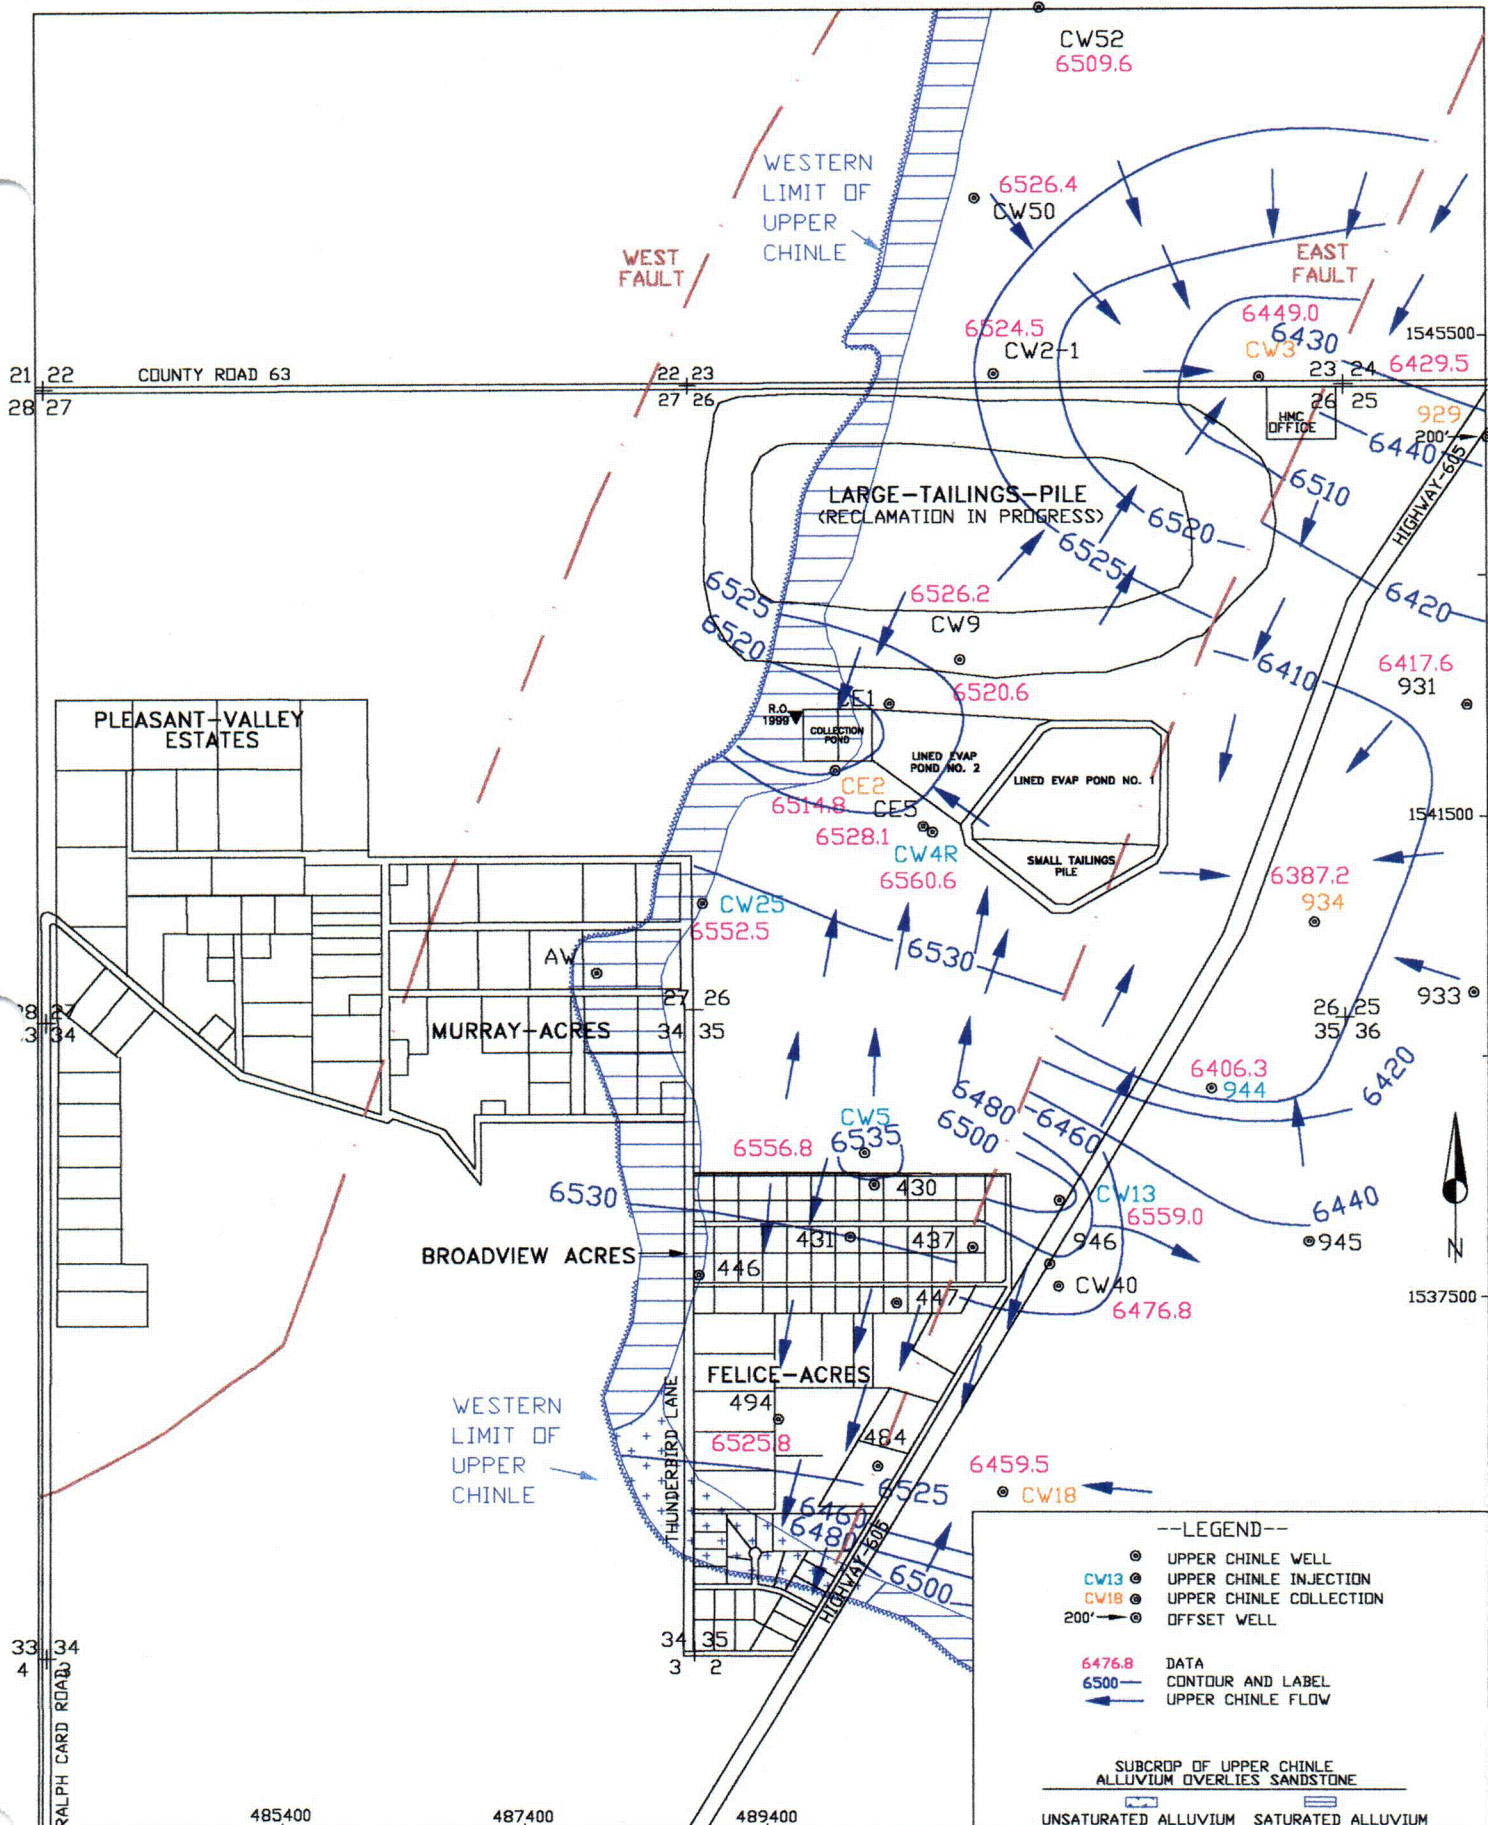 CW52
6509.6
WESTERN
LIMIT OF
UPPER
CHINLE
6526.4
CW50
WEST
FAULT
EAST
FAULT
6449.0
6430
6524.5
CW2-1
CW3
1545500
6429.5
21 22
28 27
COUNTY ROAD 63
22 23
27 26
23 24
26 25
HMC
OFFICE
929
200'
6440
HIGHWAY-605
6510
LARGE-TAILINGS-PILE
(RECLAMATION IN PROGRESS)
6520
6525
6525
6520
6526.2
CW9
6420
6410
6417.6
931
PLEASANT-VALLEY
ESTATES
R.O.
1999
CE1
6520.6
COLLECTION
POND
LINED EVAP
POND NO. 2
LINED EVAP POND NO. 1
CE2
6514.8
CE5
6528.1
CW4R
6560.6
SMALL TAILINGS
PILE
1541500
6387.2
934
CW25
6552.5
AW
6530
933
27 26
34 35
26 25
35 36
27
34
MURRAY-ACRES
6406.3
944
6420
6480
6460
6500
CW5
6535
6556.8
430
6530
CW13
6559.0
6440
945
431
437
946
BROADVIEW ACRES
446
CW40
6476.8
447
1537500
N
FELICE-ACRES
494
6525.8
484
THUNDERBIRD LANE
WESTERN
LIMIT OF
UPPER
CHINLE
6459.5
CW18
6525
6460
6480
6500
HIGHWAY-605
33 34
4 3
34 35
3 2
RALPH CARD ROAD
485400
487400
489400
--LEGEND--
UPPER CHINLE WELL
CW13 UPPER CHINLE INJECTION
CW18 UPPER CHINLE COLLECTION
200' OFFSET WELL
6476.8 DATA
6500 CONTOUR AND LABEL
UPPER CHINLE FLOW
SUBCROP OF UPPER CHINLE
ALLUVIUM OVERLIES SANDSTONE
UNSATURATED ALLUVIUM SATURATED ALLUVIUM